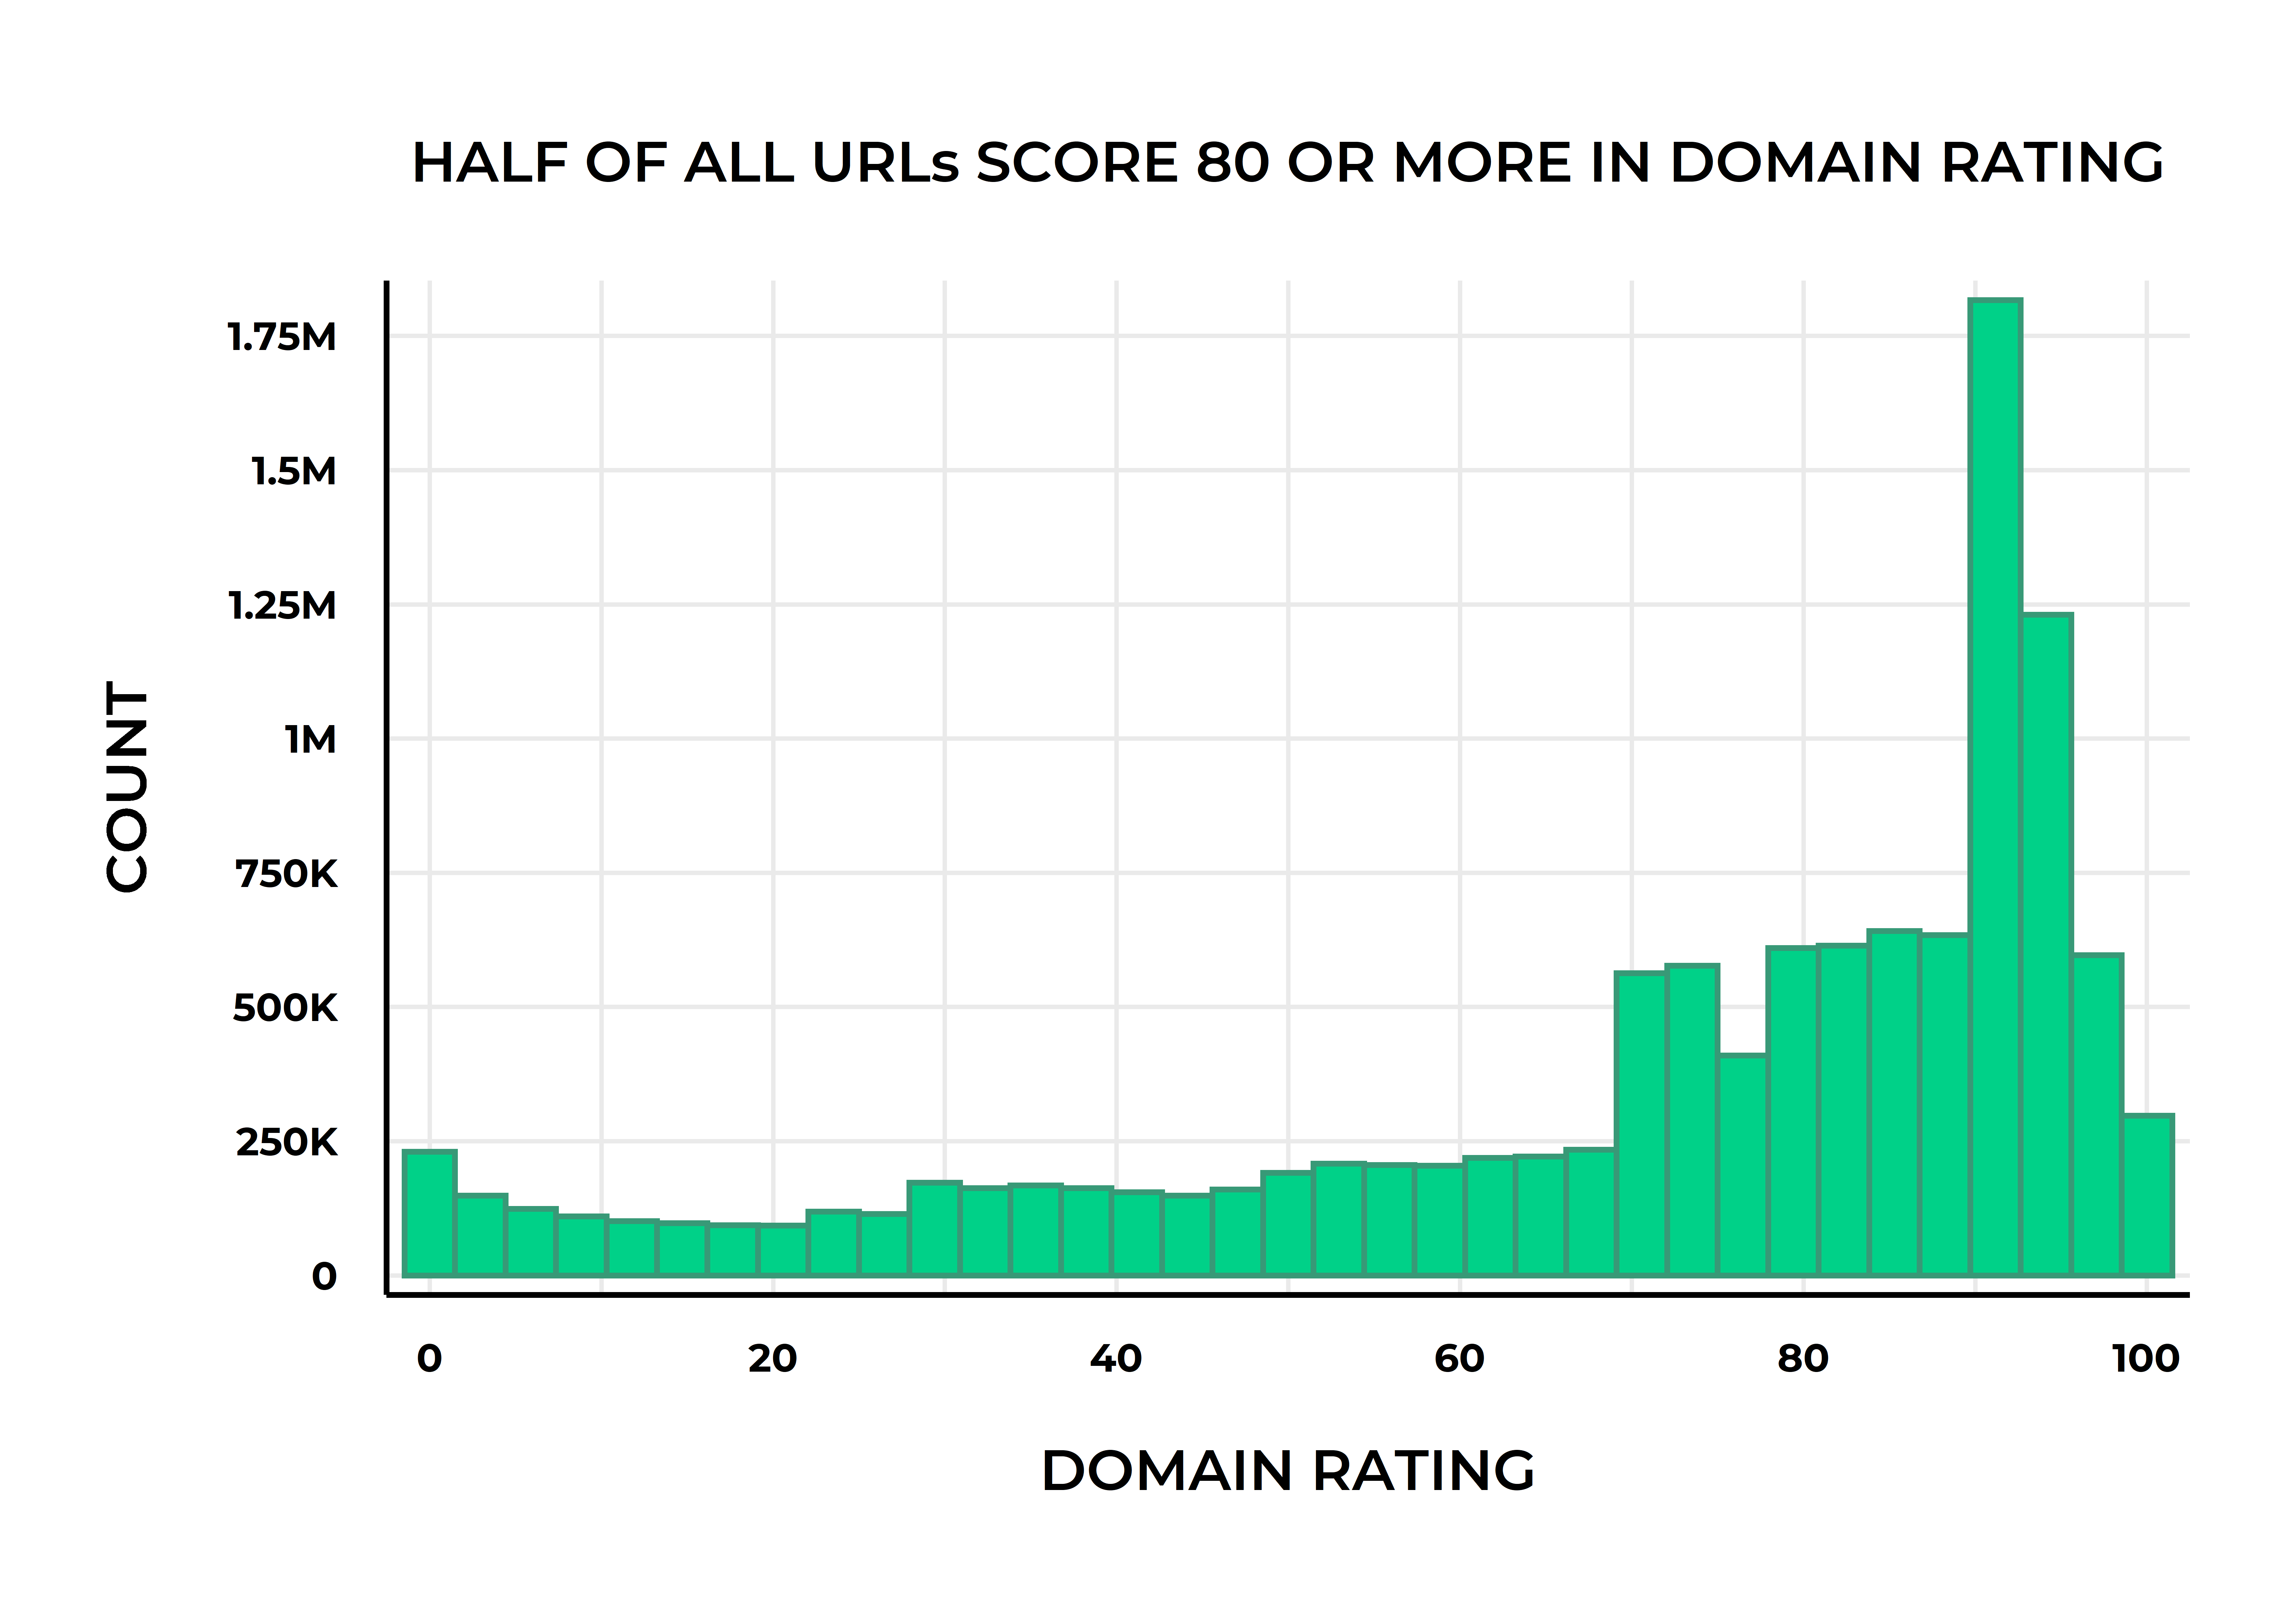 HALF OF ALL URLs SCORE 80 OR MORE IN DOMAIN RATING
1.75M
1.5M
1.25M
1M
750K
500K
250K
0
COUNT
0 20 40 60 80 100
DOMAIN RATING